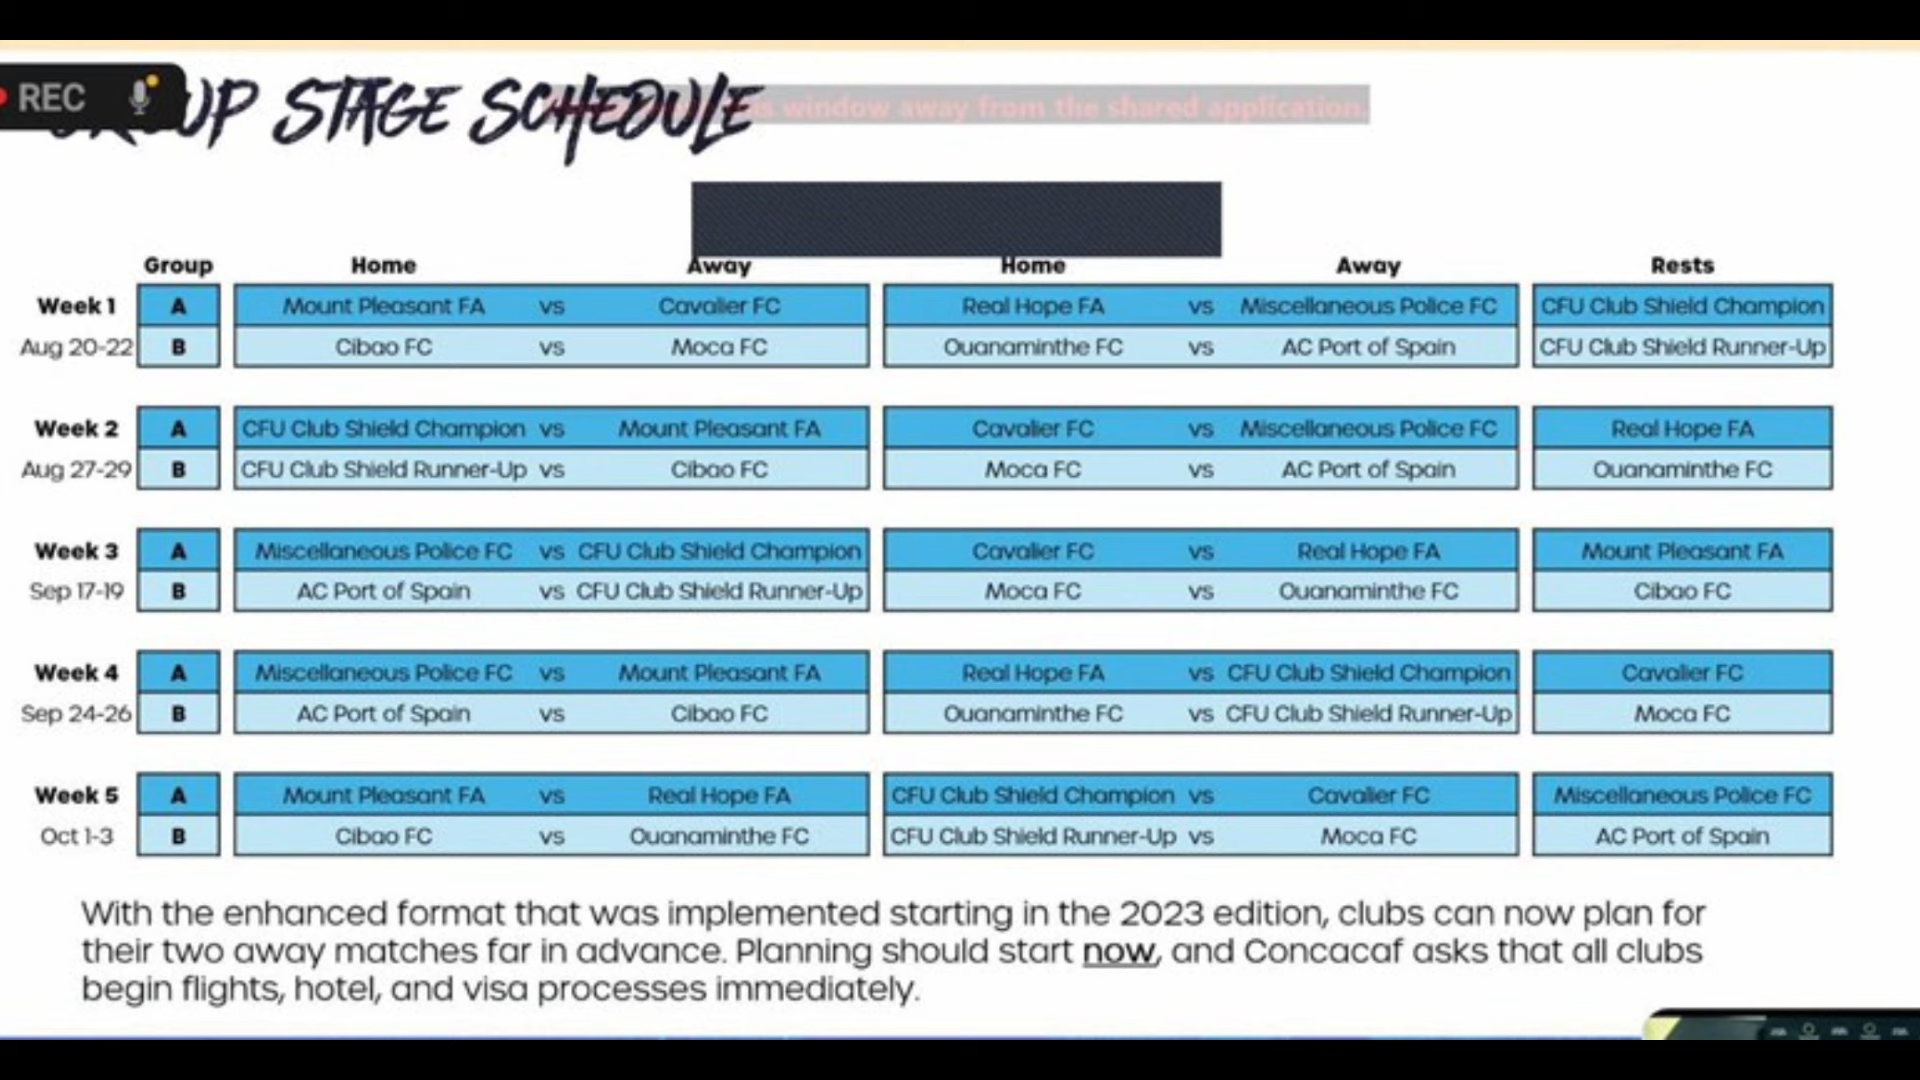 REC
GROUP STAGE SCHEDULE
window away from the shared application.
Group Home Away Home Away Rests
Week 1 A Mount Pleasant FA vs Cavalier FC Real Hope FA vs Miscellaneous Police FC CFU Club Shield Champion
Aug 20-22 B Cibao FC vs Moca FC Ouanaminthe FC vs AC Port of Spain CFU Club Shield Runner-Up
Week 2 A CFU Club Shield Champion vs Mount Pleasant FA Cavalier FC vs Miscellaneous Police FC Real Hope FA
Aug 27-29 B CFU Club Shield Runner-Up vs Cibao FC Moca FC vs AC Port of Spain Ouanaminthe FC
Week 3 A Miscellaneous Police FC vs CFU Club Shield Champion Cavalier FC vs Real Hope FA Mount Pleasant FA
Sep 17-19 B AC Port of Spain vs CFU Club Shield Runner-Up Moca FC vs Ouanaminthe FC Cibao FC
Week 4 A Miscellaneous Police FC vs Mount Pleasant FA Real Hope FA vs CFU Club Shield Champion Cavalier FC
Sep 24-26 B AC Port of Spain vs Cibao FC Ouanaminthe FC vs CFU Club Shield Runner-Up Moca FC
Week 5 A Mount Pleasant FA vs Real Hope FA CFU Club Shield Champion vs Cavalier FC Miscellaneous Police FC
Oct 1-3 B Cibao FC vs Ouanaminthe FC CFU Club Shield Runner-Up vs Moca FC AC Port of Spain
With the enhanced format that was implemented starting in the 2023 edition, clubs can now plan for
their two away matches far in advance. Planning should start now, and Concacaf asks that all clubs
begin flights, hotel, and visa processes immediately.